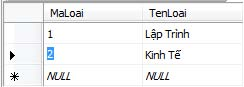 MaLoai TenLoai
1 Lập Trình
2 Kinh Tế
NULL NULL